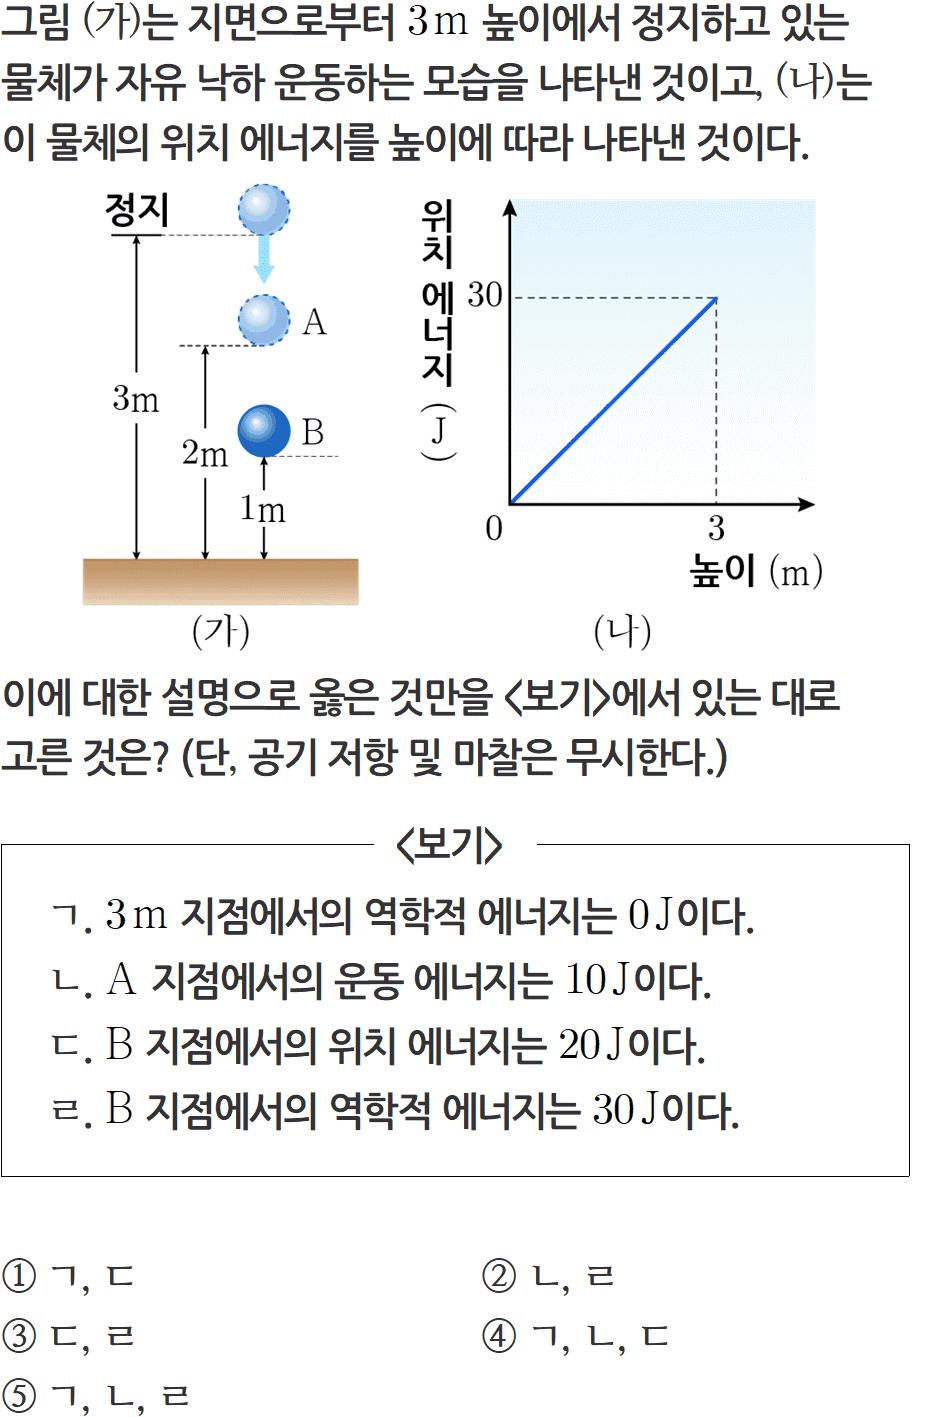 그림 (가)는 지면으로부터 3m 높이에서 정지하고 있는
물체가 자유 낙하 운동하는 모습을 나타낸 것이고, (나)는
이 물체의 위치 에너지를 높이에 따라 나타낸 것이다.
정지
A
3m
B
2m
1m
(가)
위치 에너지 (J)
30
0
3
높이 (m)
(나)
이에 대한 설명으로 옳은 것만을 <보기>에서 있는 대로
고른 것은? (단, 공기 저항 및 마찰은 무시한다.)
<보기>
ㄱ. 3m 지점에서의 역학적 에너지는 0J이다.
ㄴ. A 지점에서의 운동 에너지는 10J이다.
ㄷ. B 지점에서의 위치 에너지는 20J이다.
ㄹ. B 지점에서의 역학적 에너지는 30J이다.
① ㄱ, ㄷ
② ㄴ, ㄹ
③ ㄷ, ㄹ
④ ㄱ, ㄴ, ㄷ
⑤ ㄱ, ㄴ, ㄹ